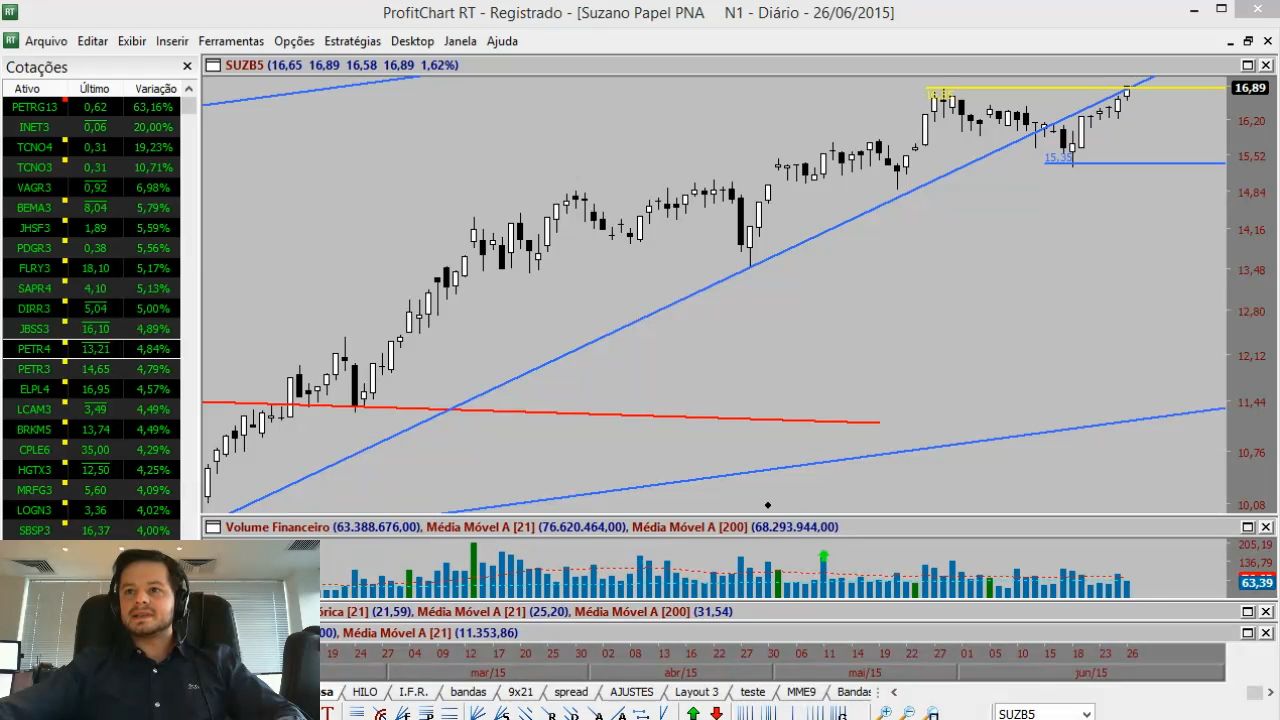 RT ProfitChart RT - Registrado - [Suzano Papel PNA N1 - Diário - 26/06/2015]
RT Arquivo Editar Exibir Inserir Ferramentas Opções Estratégias Desktop Janela Ajuda
Cotações
Ativo Último Variação
PETRG13 0,62 63,16%
INET3 0,06 20,00%
TCNO4 0,31 19,23%
TCNO3 0,31 10,71%
VAGR3 0,92 6,98%
BEMA3 8,04 5,79%
JHSF3 1,89 5,59%
PDGR3 0,38 5,56%
FLRY3 18,10 5,17%
SAPR4 4,10 5,13%
DIRR3 5,04 5,00%
JBSS3 16,10 4,89%
PETR4 13,21 4,84%
PETR3 14,65 4,79%
ELPL4 16,95 4,57%
LCAM3 3,49 4,49%
BRKM5 13,74 4,49%
CPLE6 35,00 4,29%
HGTX3 12,50 4,25%
MRFG3 5,60 4,09%
LOGN3 3,36 4,02%
SBSP3 16,37 4,00%
SUZB5 (16,65 16,89 16,58 16,89 1,62%)
16,89
16,20
15,52
15,35
14,84
14,16
13,48
12,80
12,12
11,44
10,76
10,08
Volume Financeiro (63.388.676,00), Média Móvel A [21] (76.620.464,00), Média Móvel A [200] (68.293.944,00)
205,19
136,79
63,39
órica [21] (21,59), Média Móvel A [21] (25,20), Média Móvel A [200] (31,54)
00), Média Móvel A [21] (11.353,86)
19 24 27 04 09 12 17 20 25 30 02 08 13 16 22 27 30 06 11 14 19 22 27 01 05 10 15 18 23 26
mar/15 abr/15 mai/15 jun/15
sa HILO I.F.R. bandas 9x21 spread AJUSTES Layout 3 teste MME9 Bandas
SUZB5